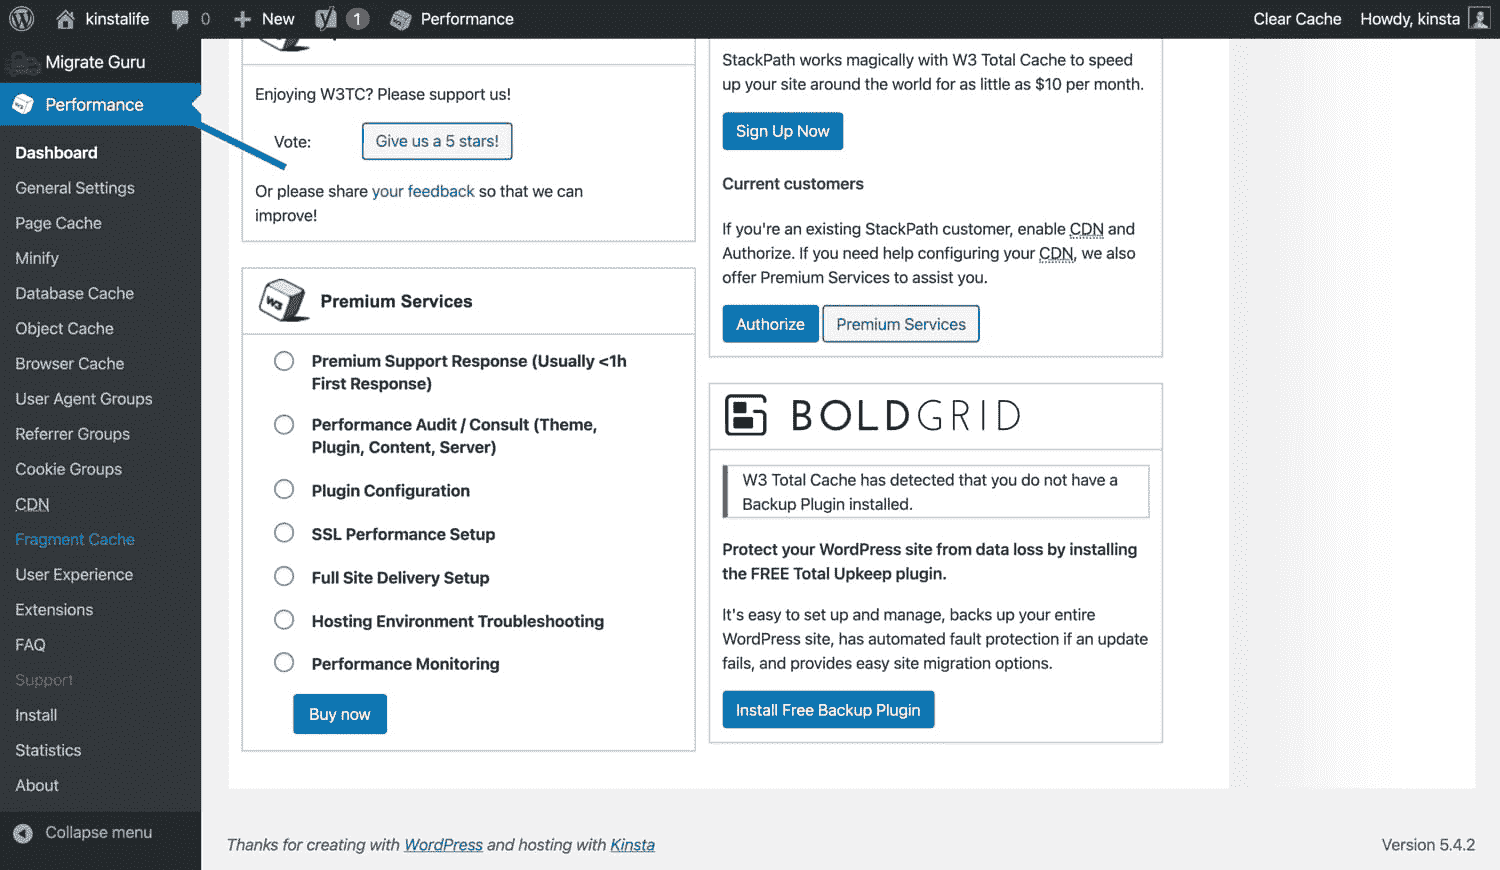 kinstalife
0
New
1
Performance
Clear Cache
Howdy, kinsta
Migrate Guru
Performance
Dashboard
General Settings
Page Cache
Minify
Database Cache
Object Cache
Browser Cache
User Agent Groups
Referrer Groups
Cookie Groups
CDN
Fragment Cache
User Experience
Extensions
FAQ
Support
Install
Statistics
About
Collapse menu
Enjoying W3TC? Please support us!
Vote:
Give us a 5 stars!
Or please share your feedback so that we can
improve!
W3
Premium Services
Premium Support Response (Usually <1h
First Response)
Performance Audit / Consult (Theme,
Plugin, Content, Server)
Plugin Configuration
SSL Performance Setup
Full Site Delivery Setup
Hosting Environment Troubleshooting
Performance Monitoring
Buy now
StackPath works magically with W3 Total Cache to speed
up your site around the world for as little as $10 per month.
Sign Up Now
Current customers
If you're an existing StackPath customer, enable CDN and
Authorize. If you need help configuring your CDN, we also
offer Premium Services to assist you.
Authorize
Premium Services
BOLDGRID
W3 Total Cache has detected that you do not have a
Backup Plugin installed.
Protect your WordPress site from data loss by installing
the FREE Total Upkeep plugin.
It's easy to set up and manage, backs up your entire
WordPress site, has automated fault protection if an update
fails, and provides easy site migration options.
Install Free Backup Plugin
Thanks for creating with WordPress and hosting with Kinsta
Version 5.4.2